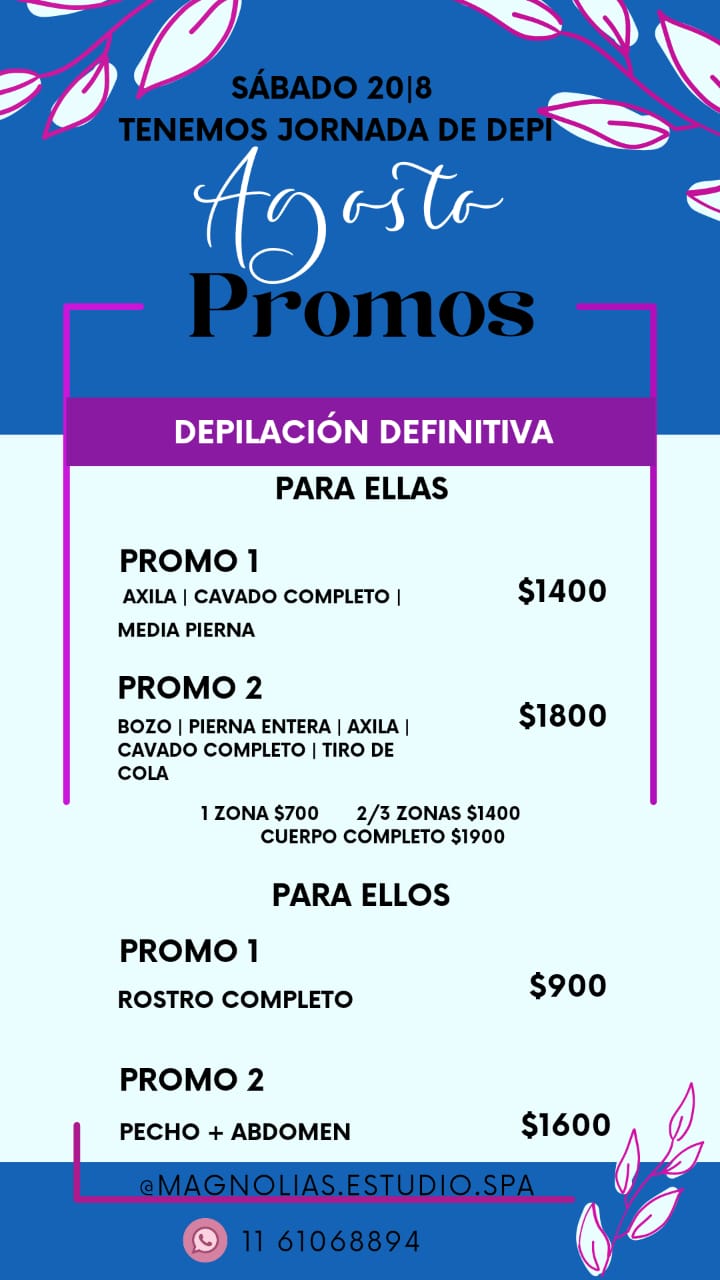 SÁBADO 20|8
TENEMOS JORNADA DE DEPI
Agosto
Promos
DEPILACIÓN DEFINITIVA
PARA ELLAS
PROMO 1
AXILA | CAVADO COMPLETO |
MEDIA PIERNA
$1400
PROMO 2
BOZO | PIERNA ENTERA | AXILA |
CAVADO COMPLETO | TIRO DE
COLA
$1800
1 ZONA $700 2/3 ZONAS $1400
CUERPO COMPLETO $1900
PARA ELLOS
PROMO 1
ROSTRO COMPLETO
$900
PROMO 2
PECHO + ABDOMEN
$1600
@MAGNOLIAS.ESTUDIO.SPA
11 61068894